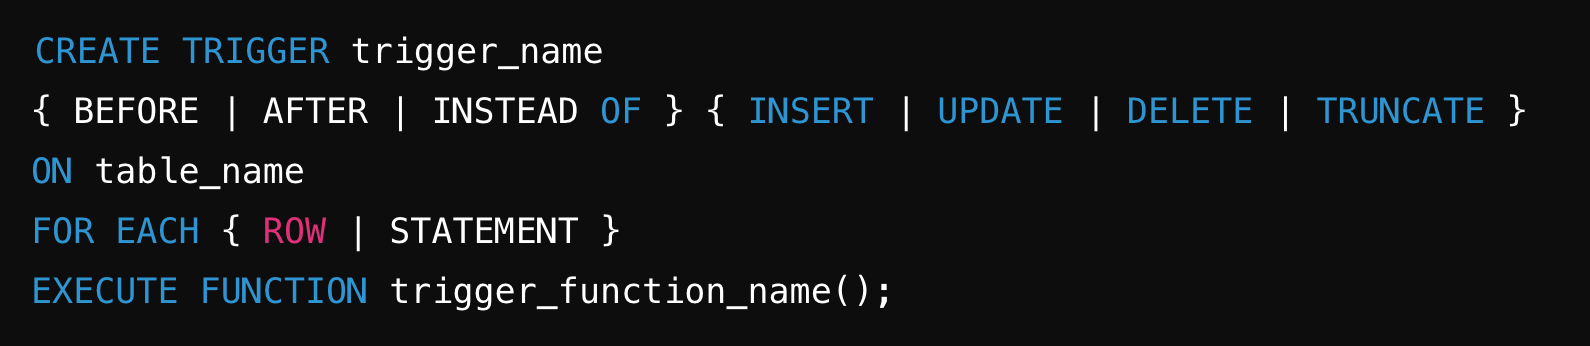 CREATE TRIGGER trigger_name
{ BEFORE | AFTER | INSTEAD OF } { INSERT | UPDATE | DELETE | TRUNCATE }
ON table_name
FOR EACH { ROW | STATEMENT }
EXECUTE FUNCTION trigger_function_name();